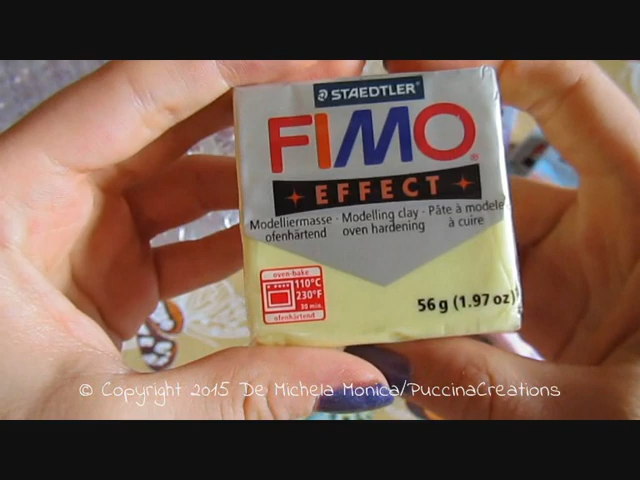 STAEDTLER
FIMO
EFFECT
Modelliermasse · Modelling clay - Pâte à modele
ofenhärtend oven hardening à cuire
oven-bake
110°C
230°F
30 min.
ofenhärtend
56 g (1.97 oz)
© Copyright 2015 De Michela Monica/PuccinaCreations